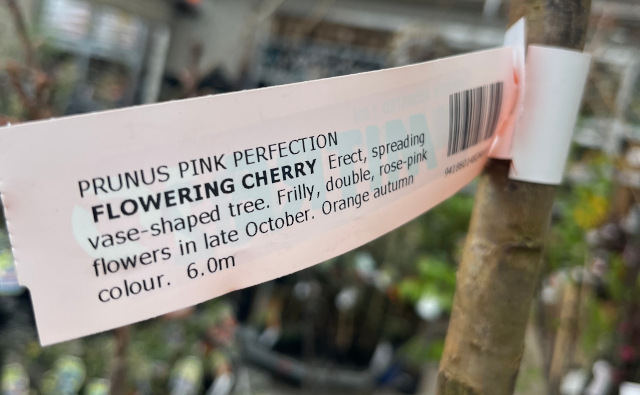 PRUNUS PINK PERFECTION
FLOWERING CHERRY Erect, spreading
vase-shaped tree. Frilly, double, rose-pink
flowers in late October. Orange autumn
colour. 6.0m